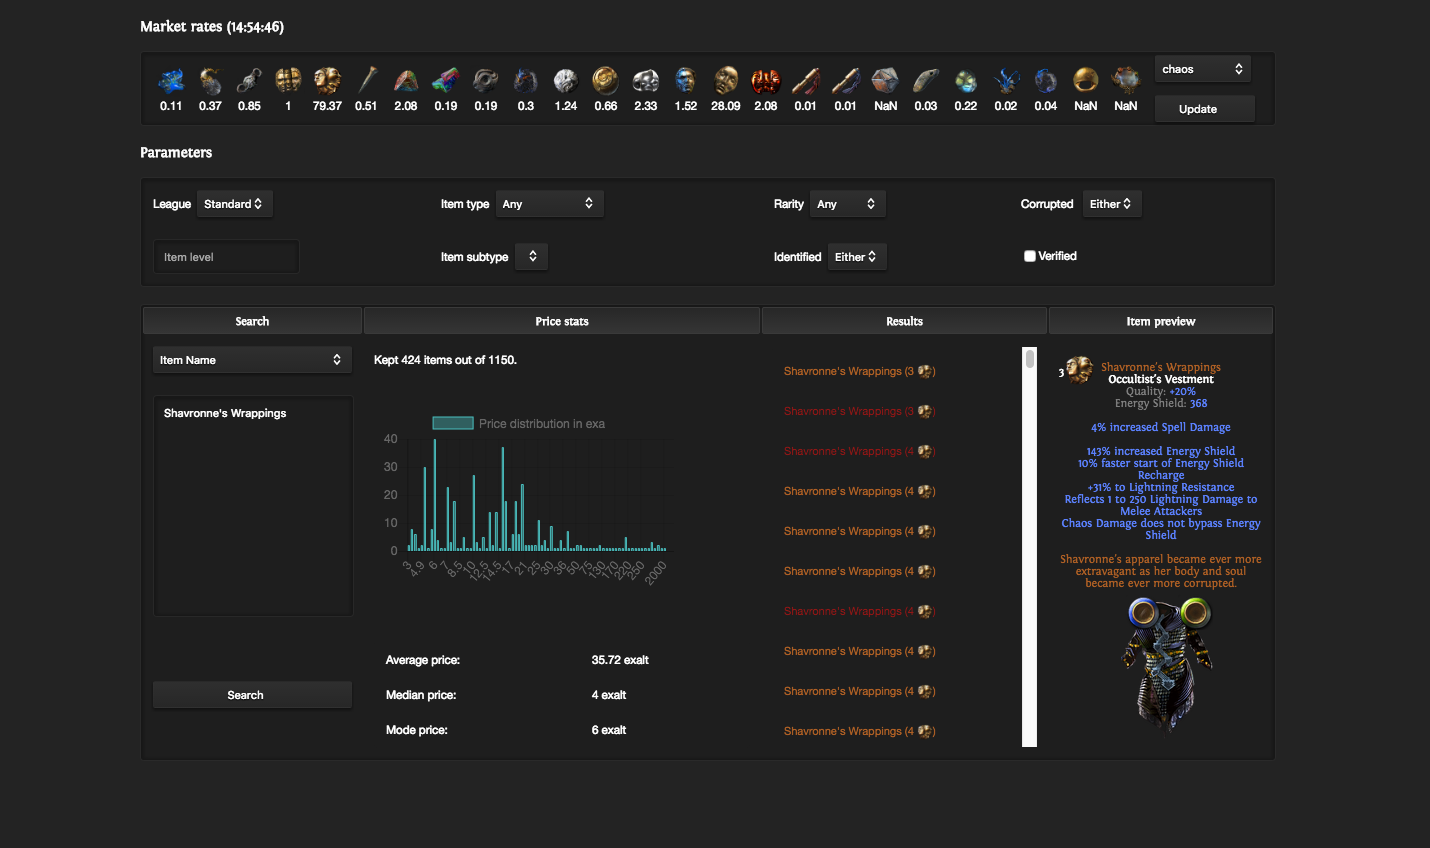 Market rates (14:54:46)
0.11 0.37 0.85 1 79.37 0.51 2.08 0.19 0.19 0.3 1.24 0.66 2.33 1.52 28.09 2.08 0.01 0.01 NaN 0.03 0.22 0.02 0.04 NaN NaN
chaos
Update
Parameters
League Standard Item type Any Rarity Any Corrupted Either
Item level Item subtype Identified Either Verified
Search Price stats Results Item preview
Item Name
Shavronne's Wrappings
Search
Kept 424 items out of 1150.
Price distribution in exa
40
30
20
10
0
3 4.9 6 7 8.5 10 12.5 14.5 17 21 25 30 36 50 75 130 170 220 250 2000
Average price: 35.72 exalt
Median price: 4 exalt
Mode price: 6 exalt
Shavronne's Wrappings (3 )
Shavronne's Wrappings (3 )
Shavronne's Wrappings (4 )
Shavronne's Wrappings (4 )
Shavronne's Wrappings (4 )
Shavronne's Wrappings (4 )
Shavronne's Wrappings (4 )
Shavronne's Wrappings (4 )
Shavronne's Wrappings (4 )
Shavronne's Wrappings (4 )
3
Shavronne's Wrappings
Occultist's Vestment
Quality: +20%
Energy Shield: 368
4% increased Spell Damage
143% increased Energy Shield
10% faster start of Energy Shield
Recharge
+31% to Lightning Resistance
Reflects 1 to 250 Lightning Damage to
Melee Attackers
Chaos Damage does not bypass Energy
Shield
Shavronne's apparel became ever more
extravagant as her body and soul
became ever more corrupted.